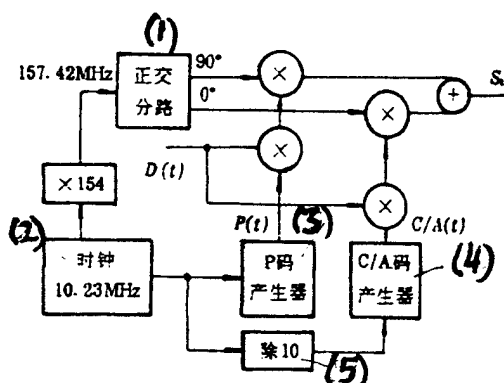 (1)
157.42MHz
正交
分路
90°
0°
×
×
+
S
×154
D(t)
×
×
(2)
时钟
10.23MHz
P(t)
(3)
C/A(t)
P码
产生器
C/A码
产生器
(4)
除10
(5)